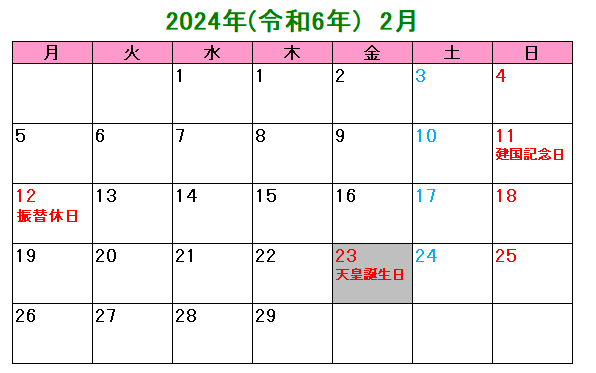 2024年(令和6年) 2月
月 火 水 木 金 土 日
1 1 2 3 4
5 6 7 8 9 10 11
建国記念日
12 13 14 15 16 17 18
振替休日
19 20 21 22 23 24 25
天皇誕生日
26 27 28 29